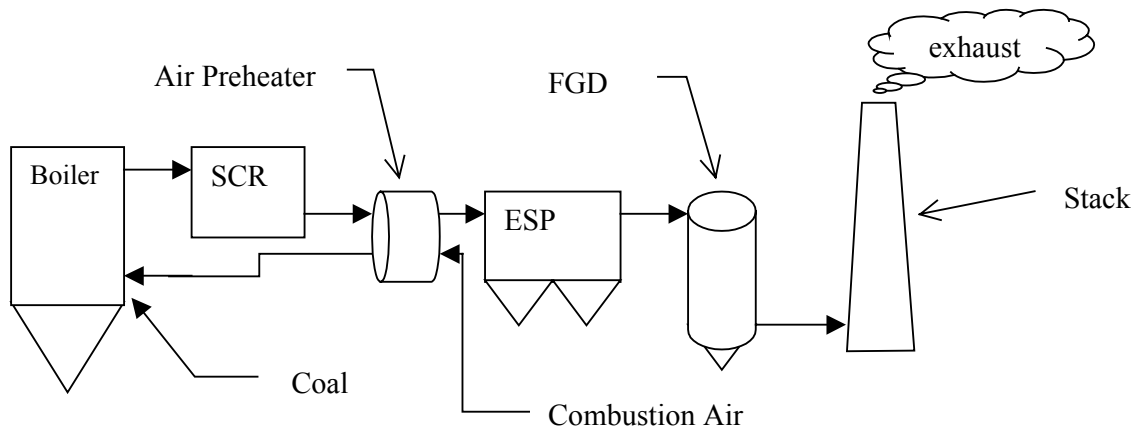 exhaust
Air Preheater
FGD
Boiler
SCR
ESP
Stack
Coal
Combustion Air